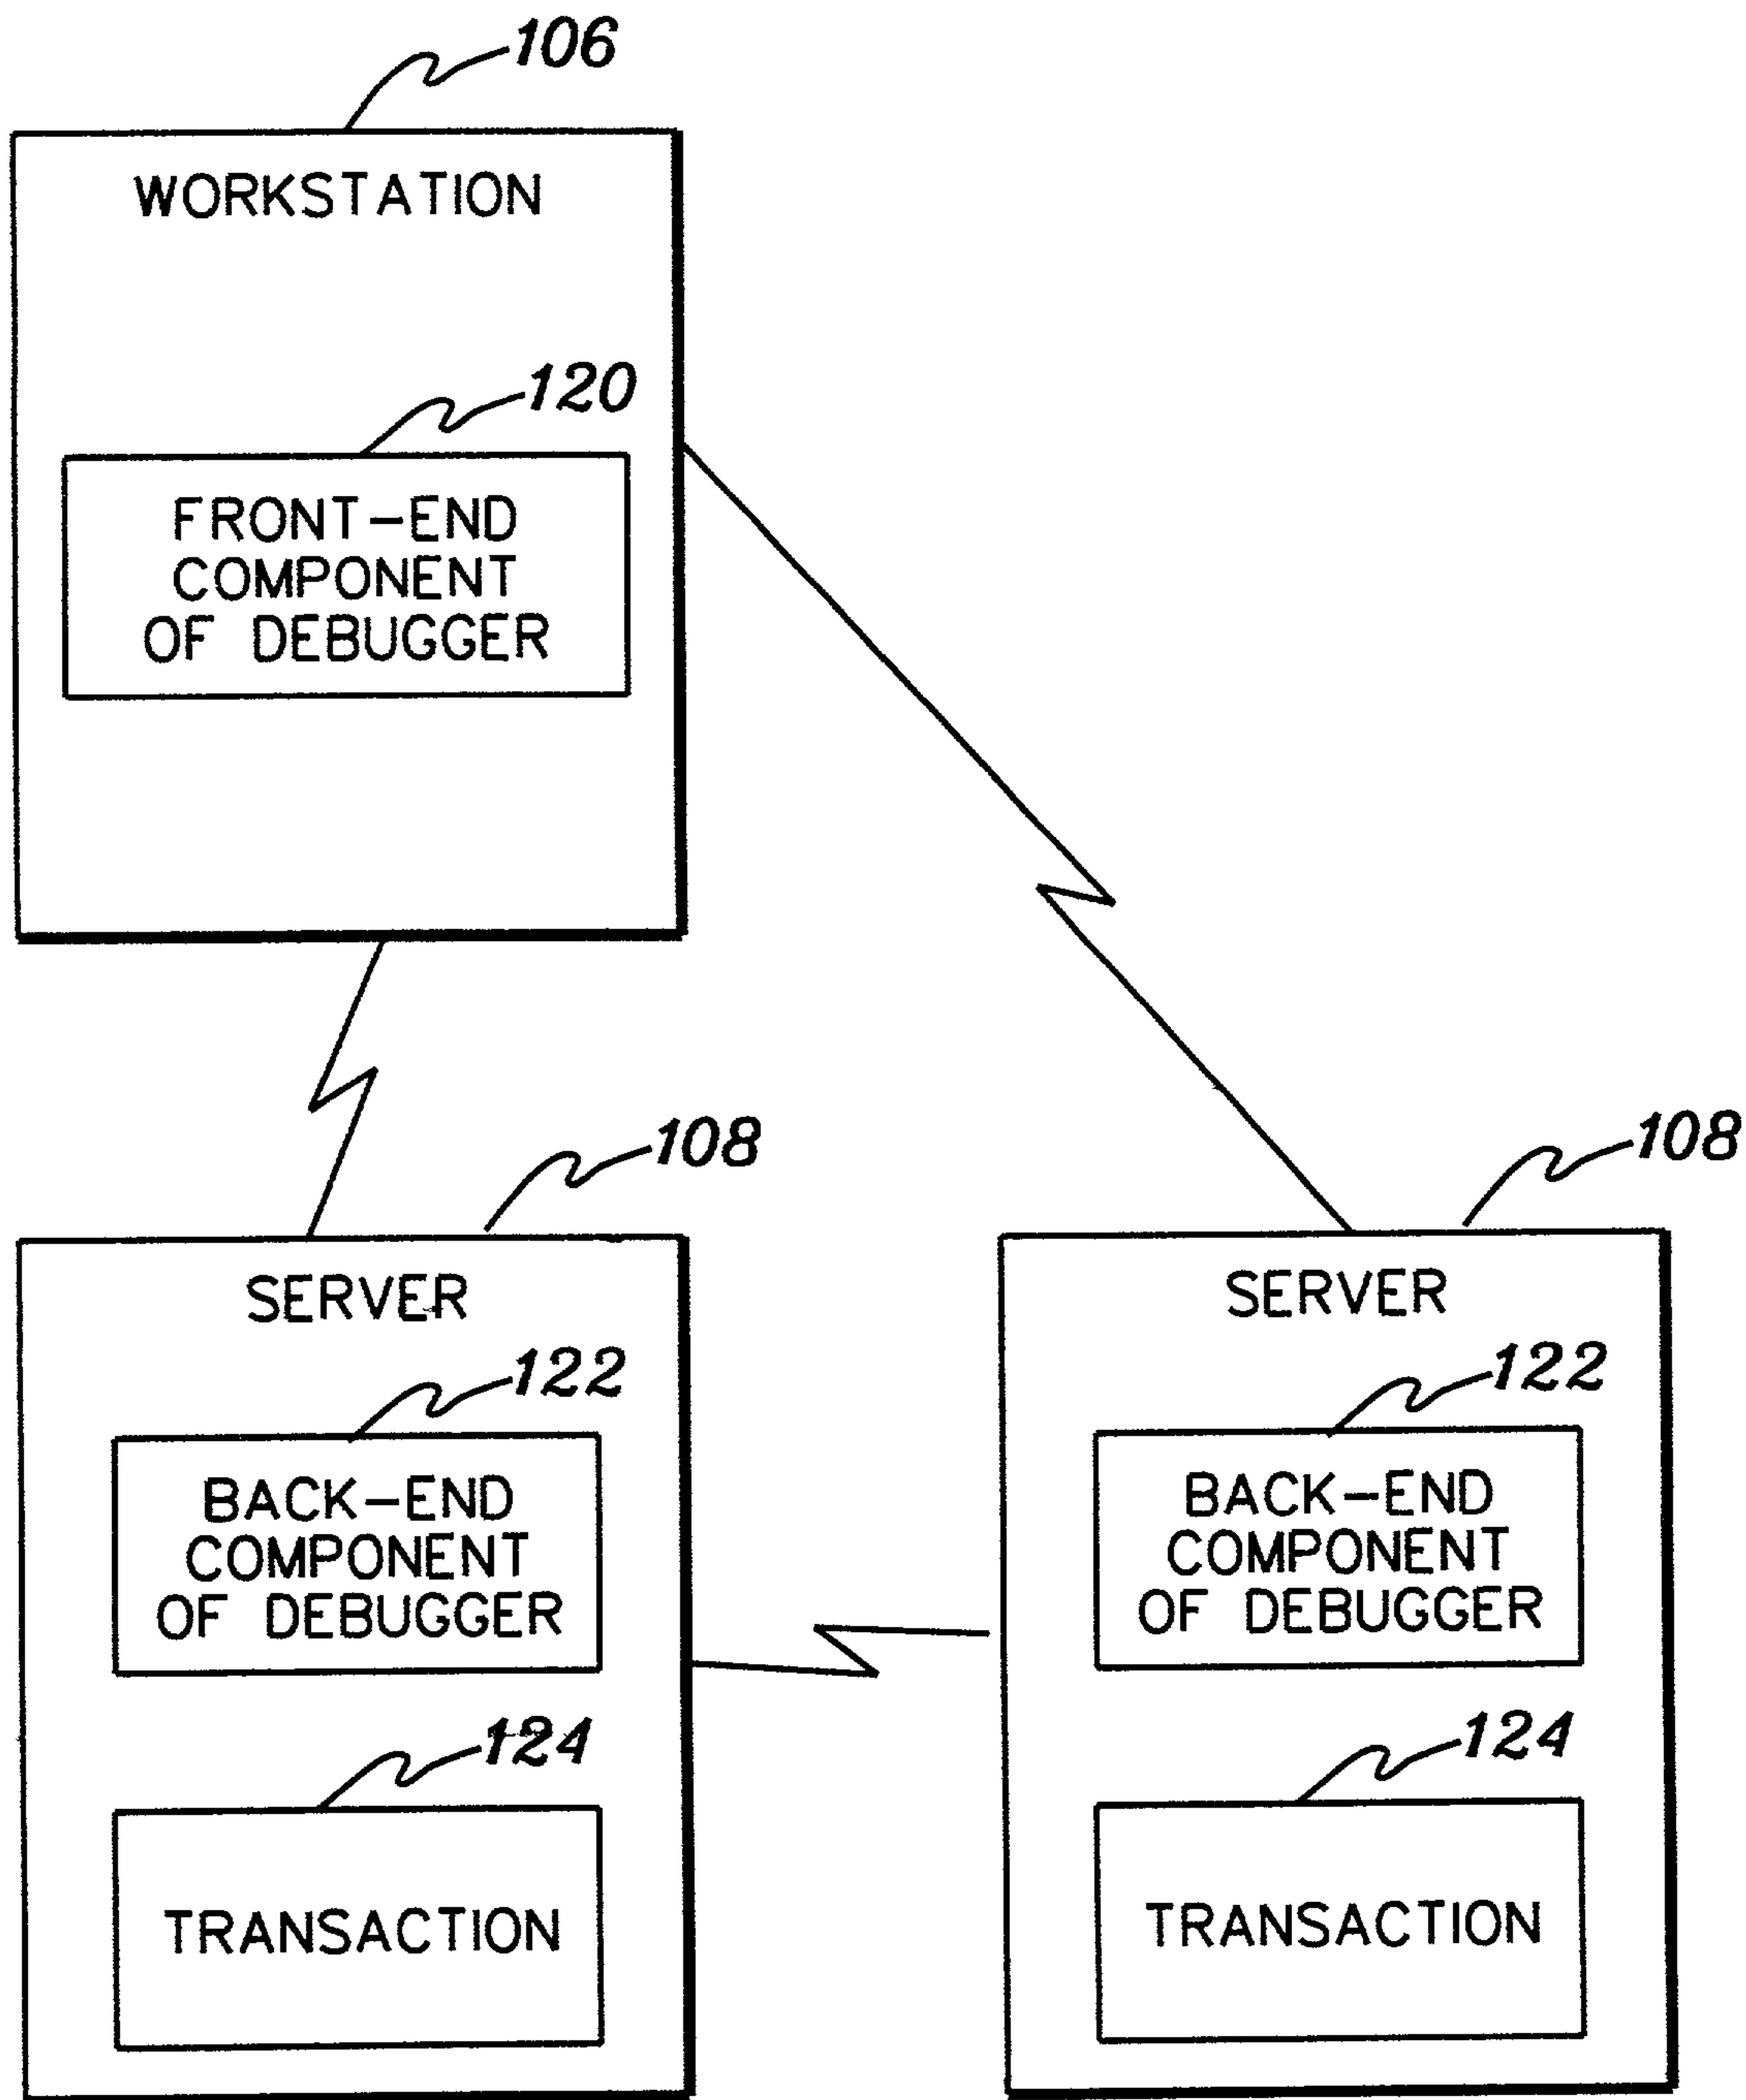 106
WORKSTATION
120
FRONT-END
COMPONENT
OF DEBUGGER
108
SERVER
122
BACK-END
COMPONENT
OF DEBUGGER
124
TRANSACTION
108
SERVER
122
BACK-END
COMPONENT
OF DEBUGGER
124
TRANSACTION